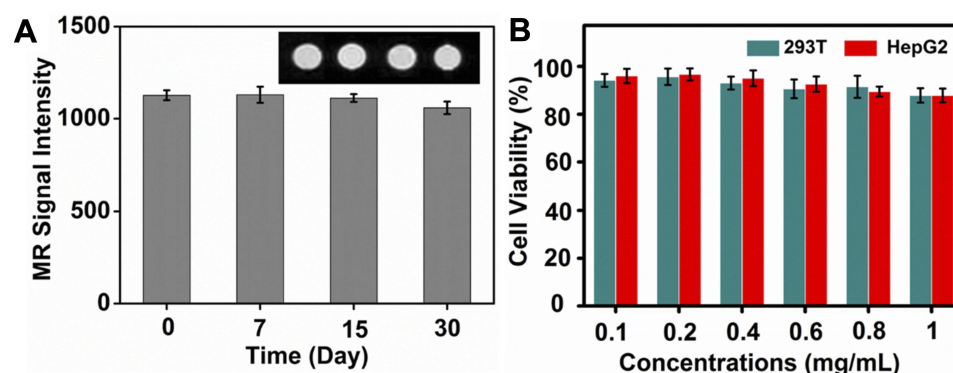 A
MR Signal Intensity
1500
1000
500
0
0 7 15 30
Time (Day)
B
293T HepG2
Cell Viability (%)
100
80
60
40
20
0
0.1 0.2 0.4 0.6 0.8 1
Concentrations (mg/mL)